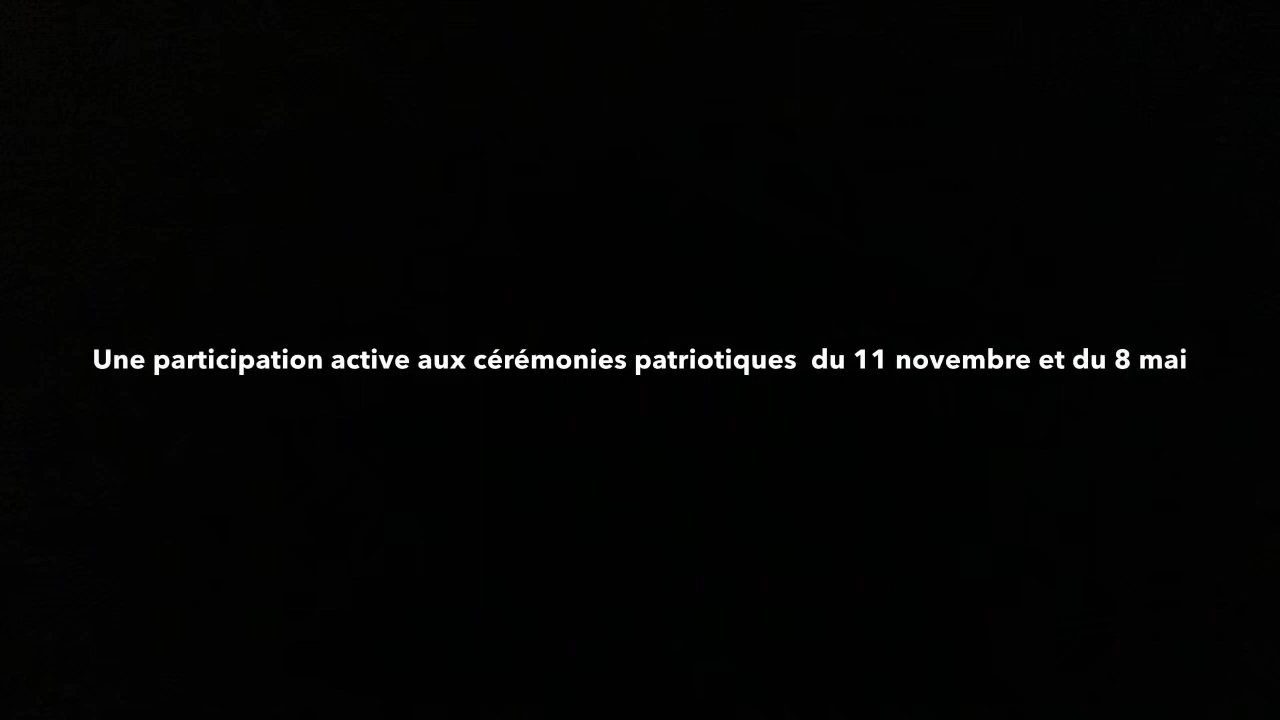 Une participation active aux cérémonies patriotiques  du 11 novembre et du 8 mai